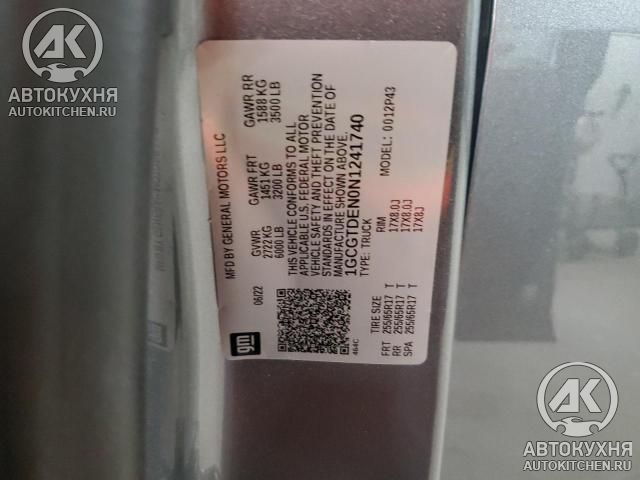 АВТОКУХНЯ
AUTOKITCHEN.RU
MFD BY GENERAL MOTORS LLC
06/22
GVWR GAWR FRT GAWR RR
2722 KG 1451 KG 1588 KG
6000 LB 3200 LB 3500 LB
THIS VEHICLE CONFORMS TO ALL
APPLICABLE U.S. FEDERAL MOTOR
VEHICLE SAFETY AND THEFT PREVENTION
STANDARDS IN EFFECT ON THE DATE OF
MANUFACTURE SHOWN ABOVE.
1GCGTDEN0N1241740
TYPE: TRUCK MODEL: 0012P43
TIRE SIZE RIM
FRT 255/65R17 T 17X8.0J
RR 255/65R17 T 17X8.0J
SPA 255/65R17 T 17X8J
gm
464C
АВТОКУХНЯ
AUTOKITCHEN.RU